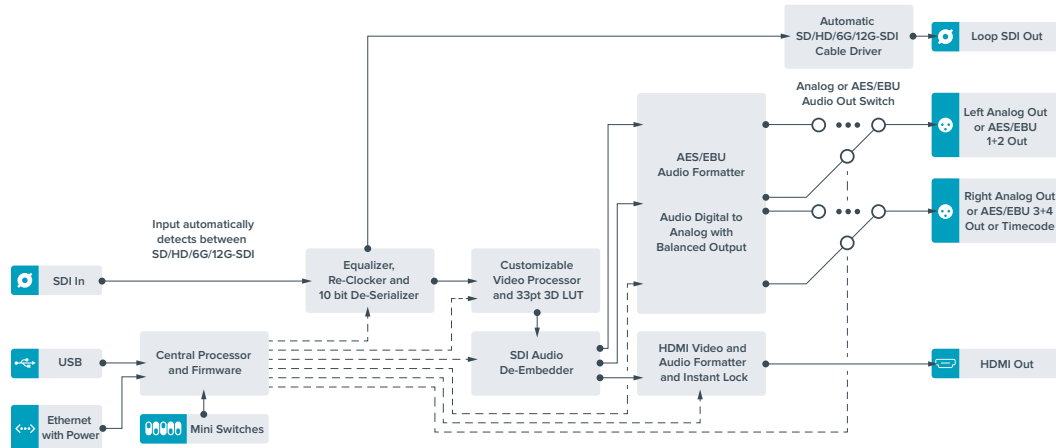 Automatic
SD/HD/6G/12G-SDI
Cable Driver
Loop SDI Out
Analog or AES/EBU
Audio Out Switch
Left Analog Out
or AES/EBU
1+2 Out
AES/EBU
Audio Formatter
Audio Digital to
Analog with
Balanced Output
Right Analog Out
or AES/EBU 3+4
Out or Timecode
Input automatically
detects between
SD/HD/6G/12G-SDI
SDI In
Equalizer,
Re-Clocker and
10 bit De-Serializer
Customizable
Video Processor
and 33pt 3D LUT
USB
Central Processor
and Firmware
SDI Audio
De-Embedder
HDMI Video and
Audio Formatter
and Instant Lock
HDMI Out
Ethernet
with Power
Mini Switches